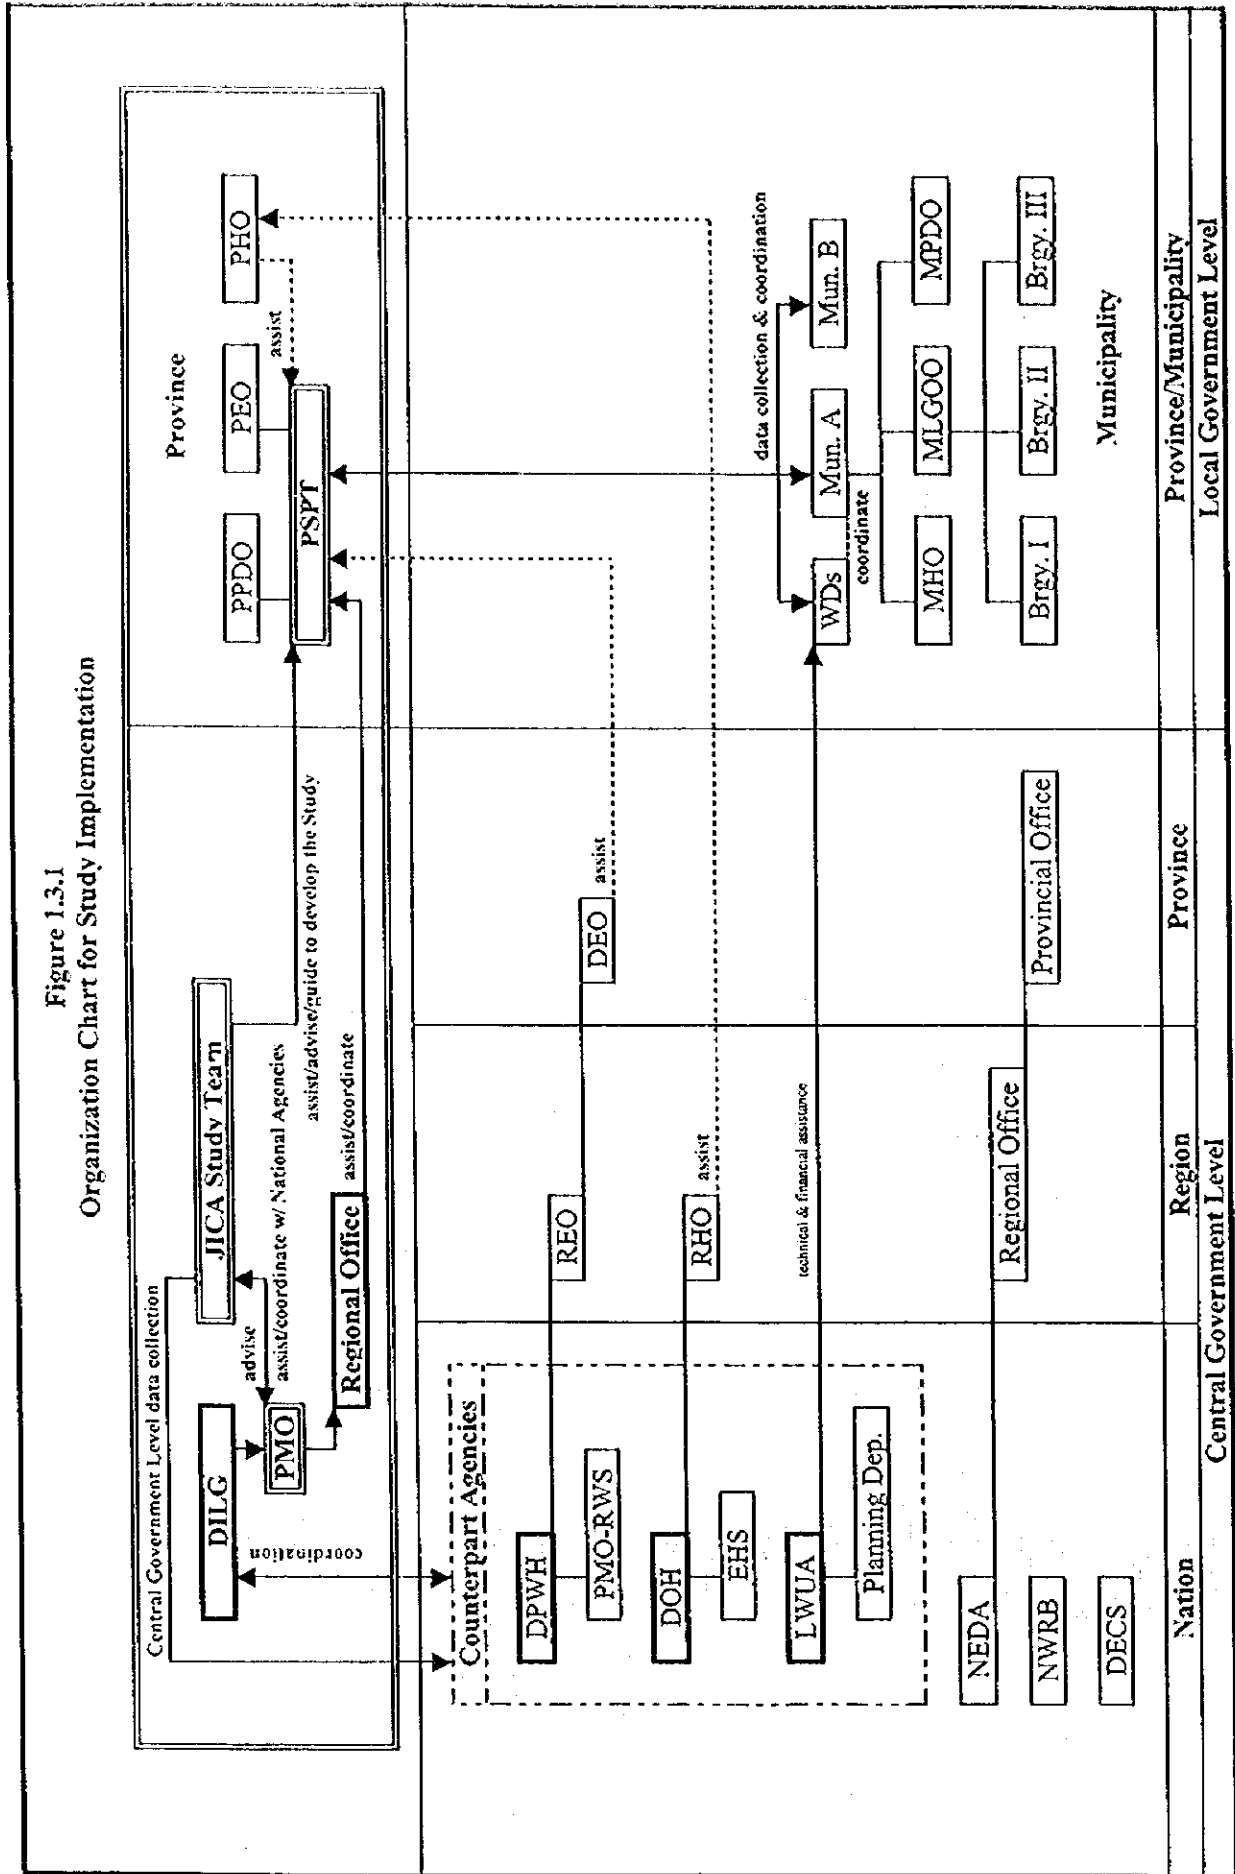 Figure 1.3.1
Organization Chart for Study Implementation
Central Government Level data collection
DILG
JICA Study Team
Province
PPDO
PEO
PHO
advise
PMO
assist/coordinate w/ National Agencies
assist
coordination
assist/advise/guide to develop the Study
PSPT
Regional Office
assist/coordinate
Counterpart Agencies
DPWH
REO
DEO
assist
PMO-RWS
DOH
RHO
assist
EHS
technical & financial assistance
data collection & coordination
LWUA
WDs
Mun. A
Mun. B
coordinate
Planning Dep.
MHO
MLGOO
MPDO
NEDA
Regional Office
Provincial Office
Brgy. I
Brgy. II
Brgy. III
NWRB
DECS
Municipality
Nation
Region
Province
Province/Municipality
Central Government Level
Local Government Level